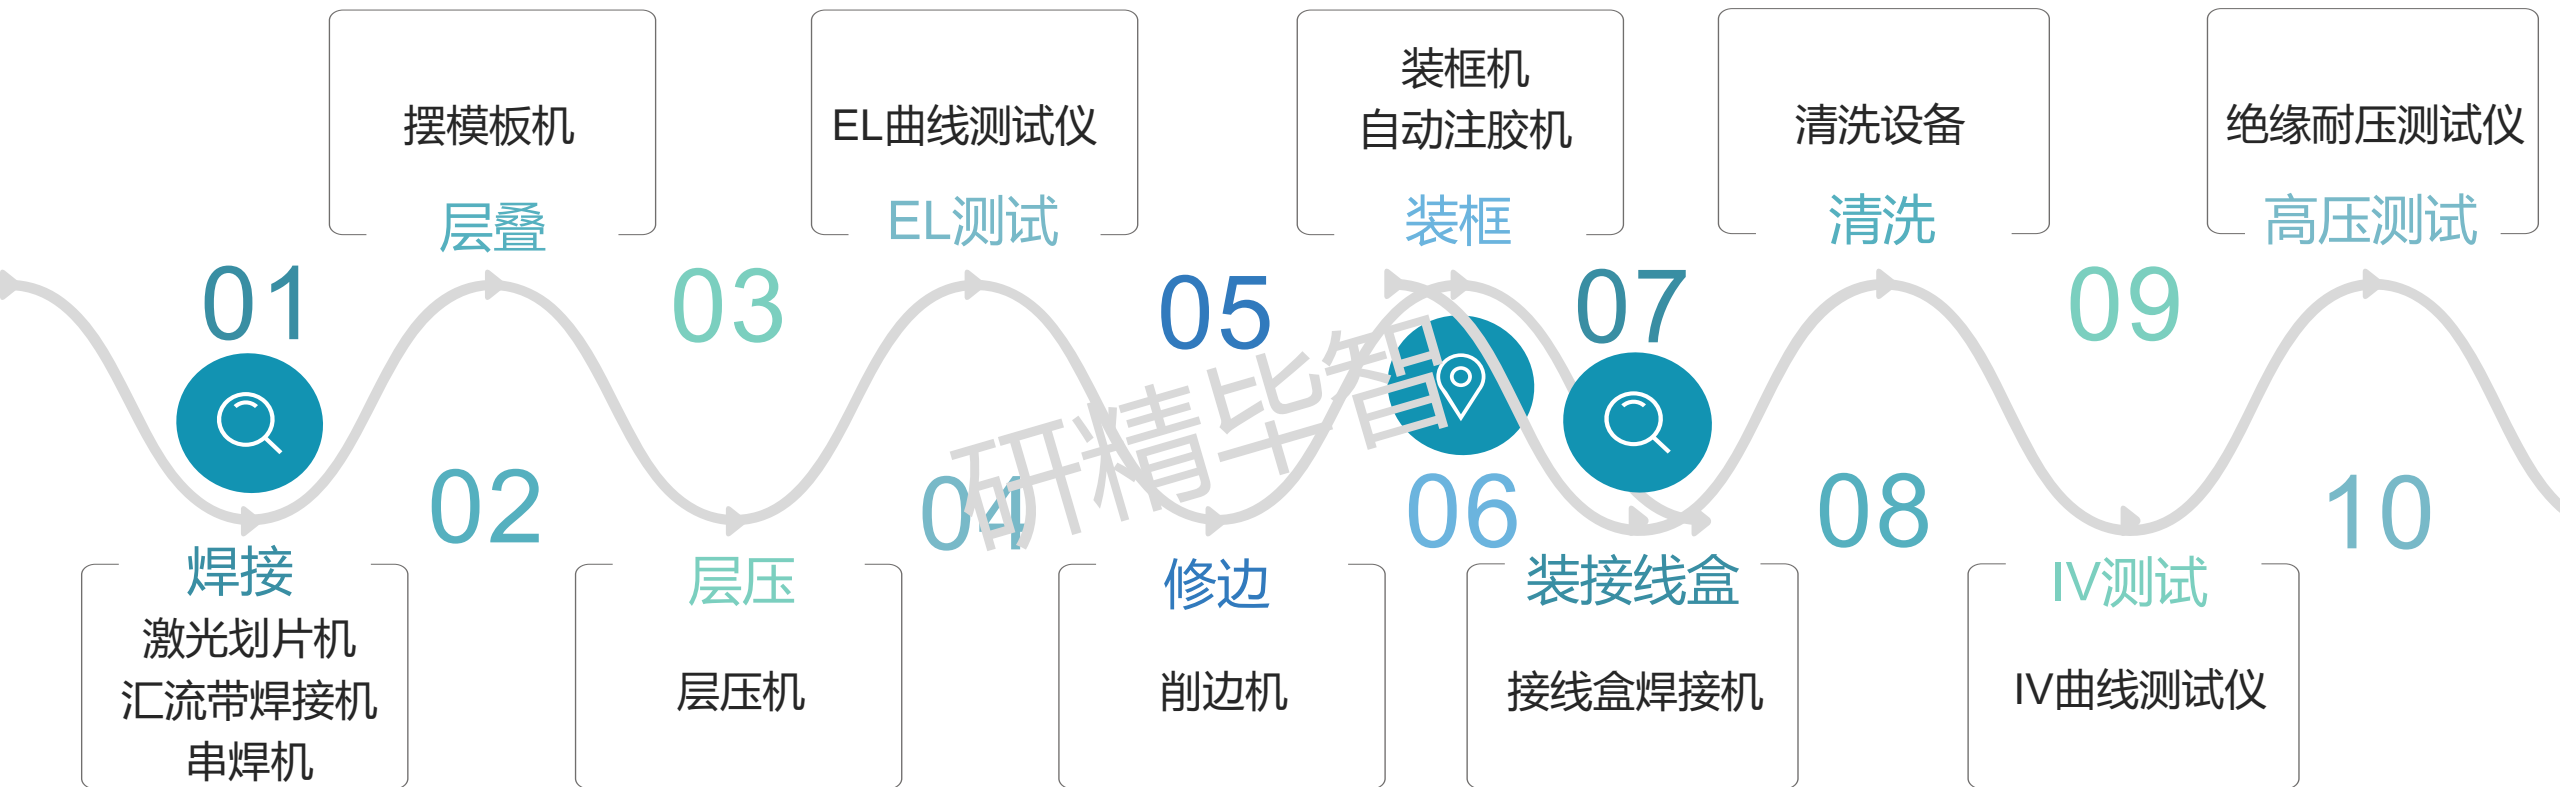 01
焊接
激光划片机
汇流带焊接机
串焊机
摆模板机
层叠
02
03
层压
层压机
EL曲线测试仪
EL测试
04
05
修边
削边机
装框机
自动注胶机
装框
06
07
装接线盒
接线盒焊接机
清洗设备
清洗
08
09
IV测试
IV曲线测试仪
绝缘耐压测试仪
高压测试
10
研精毕智